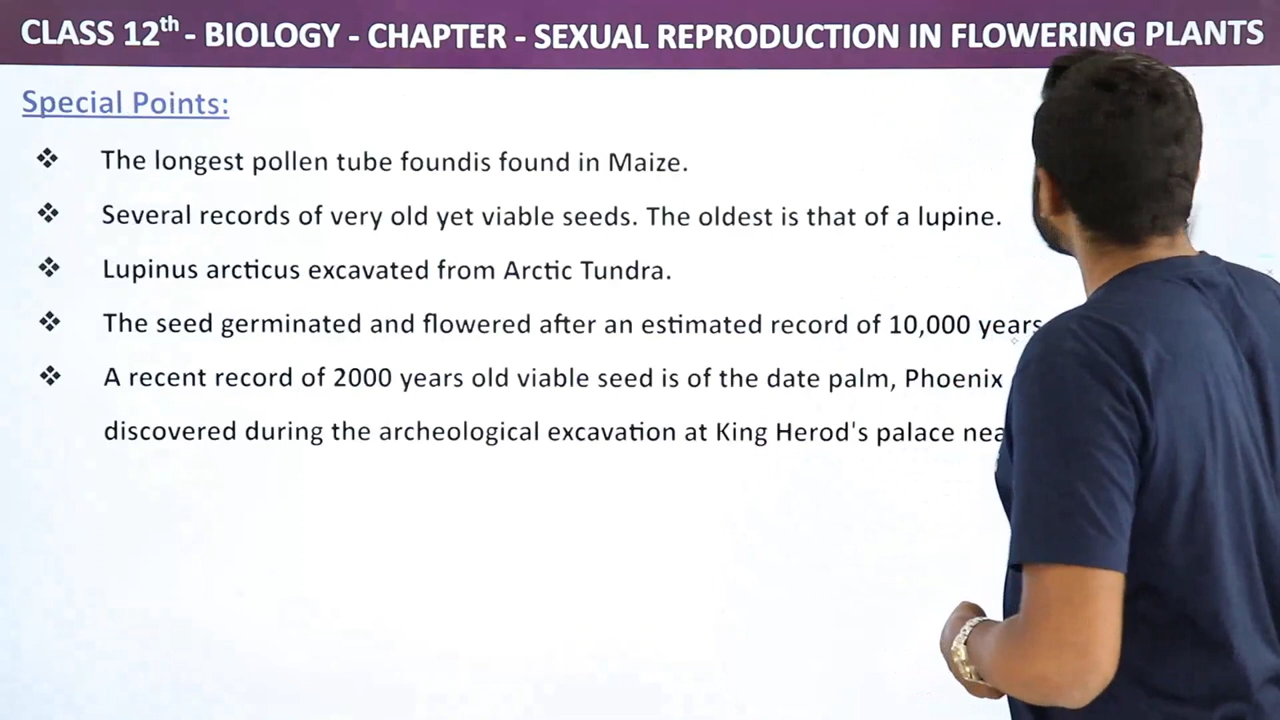 CLASS 12th - BIOLOGY - CHAPTER - SEXUAL REPRODUCTION IN FLOWERING PLANTS
Special Points:
❖ The longest pollen tube foundis found in Maize.
❖ Several records of very old yet viable seeds. The oldest is that of a lupine.
❖ Lupinus arcticus excavated from Arctic Tundra.
❖ The seed germinated and flowered after an estimated record of 10,000 years
❖ A recent record of 2000 years old viable seed is of the date palm, Phoenix
discovered during the archeological excavation at King Herod's palace